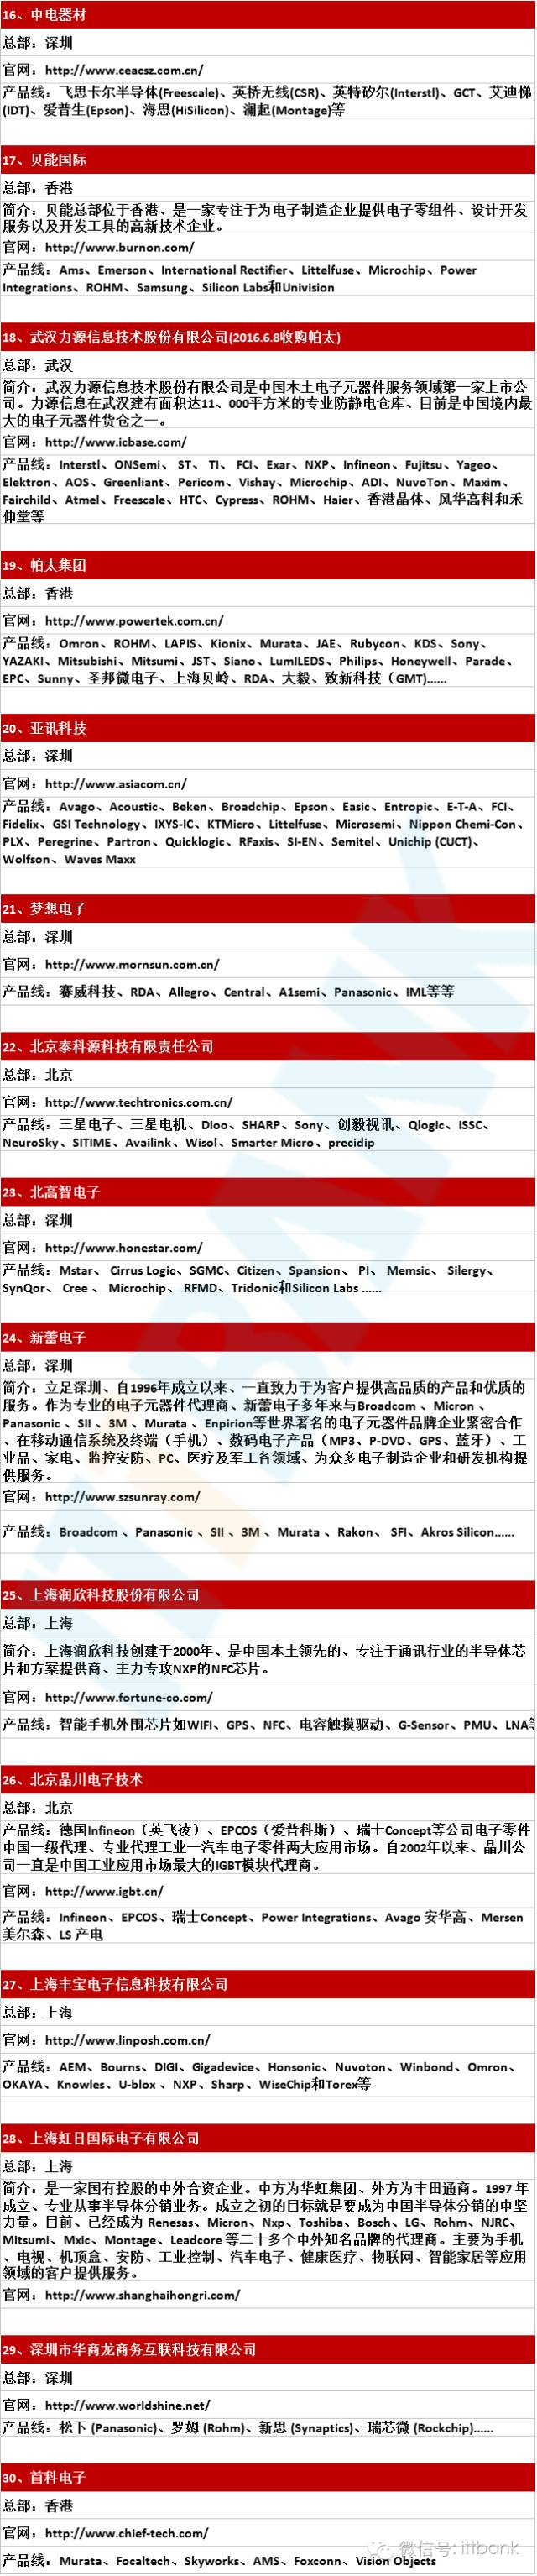 16、中电器材
总部：深圳
官网：http://www.ceacsz.com.cn/
产品线：飞思卡尔半导体(Freescale)、英桥无线(CSR)、英特矽尔(Interstl)、GCT、艾迪悌
(IDT)、爱普生(Epson)、海思(HiSilicon)、澜起(Montage)等
17、贝能国际
总部：香港
简介：贝能总部位于香港、是一家专注于为电子制造企业提供电子零组件、设计开发
服务以及开发工具的高新技术企业。
官网：http://www.burnon.com/
产品线：Ams、Emerson、International Rectifier、Littelfuse、Microchip、Power
Integrations、ROHM、Samsung、Silicon Labs和Univision
18、武汉力源信息技术股份有限公司(2016.6.8收购帕太)
总部：武汉
简介：武汉力源信息技术股份有限公司是中国本土电子元器件服务领域第一家上市公
司。力源信息在武汉建有面积达11、000平方米的专业防静电仓库、目前是中国境内最
大的电子元器件货仓之一。
官网：http://www.icbase.com/
产品线：Interstl、ONSemi、 ST、 TI、 FCI、Exar、NXP、Infineon、Fujitsu、Yageo、
Elektron、AOS、Greenliant、Pericom、Vishay、Microchip、ADI、NuvoTon、Maxim、
Fairchild、Atmel、Freescale、HTC、Cypress、ROHM、Haier、香港晶体、风华高科和禾
伸堂等
19、帕太集团
总部：香港
官网：http://www.powertek.com.cn/
产品线：Omron、ROHM、LAPIS、Kionix、Murata、JAE、Rubycon、KDS、Sony、
YAZAKI、Mitsubishi、Mitsumi、JST、Siano、LumILEDS、Philips、Honeywell、Parade、
EPC、Sunny、圣邦微电子、上海贝岭、RDA、大毅、致新科技（GMT)......
20、亚讯科技
总部：深圳
官网：http://www.asiacom.cn/
产品线：Avago、Acoustic、Beken、Broadchip、Epson、Easic、Entropic、E-T-A、FCI、
Fidelix、GSI Technology、IXYS-IC、KTMicro、Littelfuse、Microsemi、Nippon Chemi-Con、
PLX、Peregrine、Partron、Quicklogic、RFaxis、SI-EN、Semitel、Unichip (CUCT)、
Wolfson、Waves Maxx
21、梦想电子
总部：深圳
官网：http://www.mornsun.com.cn/
产品线：赛威科技、RDA、Allegro、Central、A1semi、Panasonic、IML等等
22、北京泰科源科技有限责任公司
总部：北京
官网：http://www.techtronics.com.cn/
产品线：三星电子、三星电机、Dioo、SHARP、Sony、创毅视讯、Qlogic、ISSC、
NeuroSky、SITIME、Availink、Wisol、Smarter Micro、precidip
23、北高智电子
总部：深圳
官网：http://www.honestar.com/
产品线：Mstar、 Cirrus Logic、SGMC、Citizen、Spansion、 PI、 Memsic、 Silergy、
SynQor、 Cree 、 Microchip、 RFMD、Tridonic和Silicon Labs ......
24、新蕾电子
总部：深圳
简介：立足深圳、自1996年成立以来、一直致力于为客户提供高品质的产品和优质的
服务。作为专业的电子元器件代理商、新蕾电子多年来与Broadcom 、Micron 、
Panasonic 、SII 、3M 、Murata 、Enpirion等世界著名的电子元器件品牌企业紧密合作
、在移动通信系统及终端（手机）、数码电子产品（MP3、P-DVD、GPS、蓝牙）、工
业品、家电、监控安防、PC、医疗及军工各领域、为众多电子制造企业和研发机构提
供服务。
官网：http://www.szsunray.com/
产品线：Broadcom 、Panasonic 、SII 、3M 、Murata 、Rakon、 SFI、Akros Silicon......
25、上海润欣科技股份有限公司
总部：上海
简介：上海润欣科技创建于2000年、是中国本土领先的、专注于通讯行业的半导体芯
片和方案提供商、主力专攻NXP的NFC芯片。
官网：http://www.fortune-co.com/
产品线：智能手机外围芯片如WIFI、GPS、NFC、电容触摸驱动、G-Sensor、PMU、LNA等
26、北京晶川电子技术
总部：北京
产品线：德国Infineon（英飞凌）、EPCOS（爱普科斯）、瑞士Concept等公司电子零件
中国一级代理、专业代理工业一汽车电子零件两大应用市场。自2002年以来、晶川公
司一直是中国工业应用市场最大的IGBT模块代理商。
官网：http://www.igbt.cn/
产品线：Infineon、EPCOS、瑞士Concept、Power Integrations、Avago 安华高、Mersen
美尔森、LS 产电
27、上海丰宝电子信息科技有限公司
总部：上海
官网：http://www.linposh.com.cn/
产品线：AEM、Bourns、DIGI、Gigadevice、Honsonic、Nuvoton、Winbond、Omron、
OKAYA、Knowles、U-blox 、NXP、Sharp、WiseChip和Torex等
28、上海虹日国际电子有限公司
总部：上海
简介：是一家国有控股的中外合资企业。中方为华虹集团、外方为丰田通商。1997 年
成立、专业从事半导体分销业务。成立之初的目标就是要成为中国半导体分销的中坚
力量。目前、已经成为 Renesas、Micron、Nxp、Toshiba、Bosch、LG、Rohm、NJRC、
Mitsumi、Mxic、Montage、Leadcore 等二十多个中外知名品牌的代理商。主要为手机
、电视、机顶盒、安防、工业控制、汽车电子、健康医疗、物联网、智能家居等应用
领域的客户提供服务。
官网：http://www.shanghaihongri.com/
29、深圳市华商龙商务互联科技有限公司
总部：深圳
官网：http://www.worldshine.net/
产品线：松下 (Panasonic)、罗姆 (Rohm)、新思 (Synaptics)、瑞芯微 (Rockchip)......
30、首科电子
总部：香港
官网：http://www.chief-tech.com/
微信号: ittbank
产品线：Murata、Focaltech、Skyworks、AMS、Foxconn、Vision Objects
ITTBANK